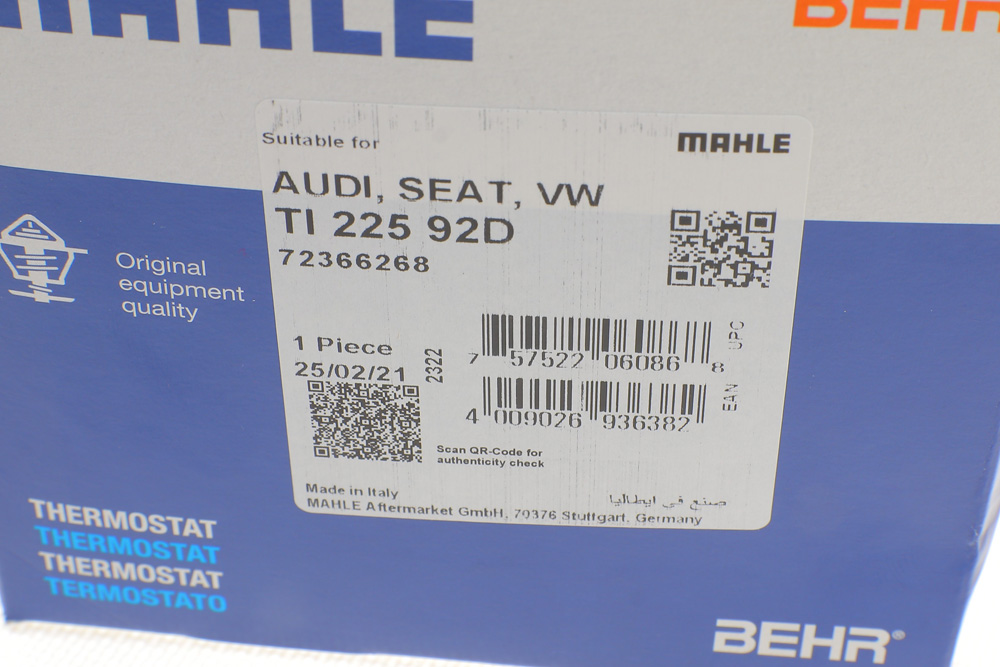 MAHLE
BEHR
Suitable for
MAHLE
AUDI, SEAT, VW
TI 225 92D
72366268
Original
equipment
quality
1 Piece
25/02/21
2322
7 57522 06086 8
UPC
4 009026 936382
EAN
Scan QR-Code for
authenticity check
Made in Italy
صنع في ايطاليا
MAHLE Aftermarket GmbH, 70376 Stuttgart, Germany
THERMOSTAT
THERMOSTAT
THERMOSTAT
TERMOSTATO
BEHR®